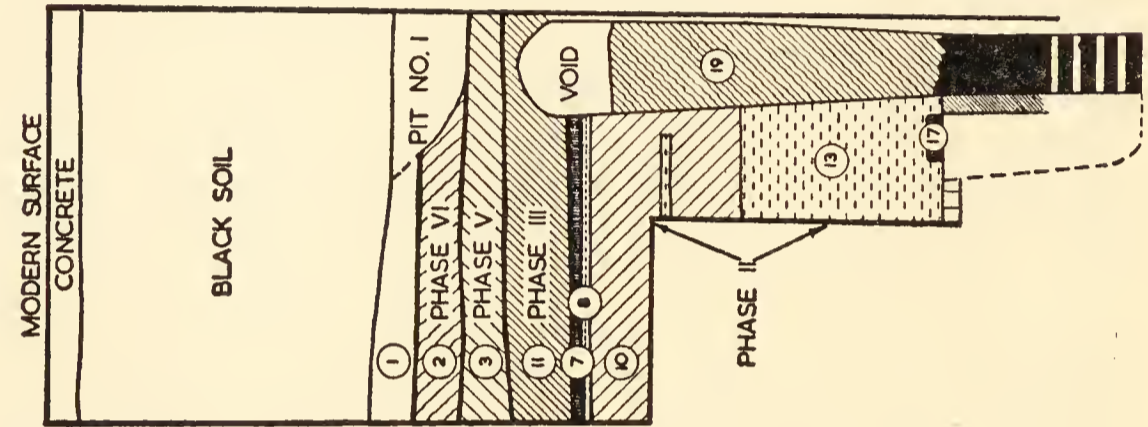 MODERN SURFACE
CONCRETE
BLACK SOIL
1
PIT NO. 1
2
PHASE VI
3
PHASE V
11
PHASE III
VOID
7
8
10
19
13
17
PHASE II